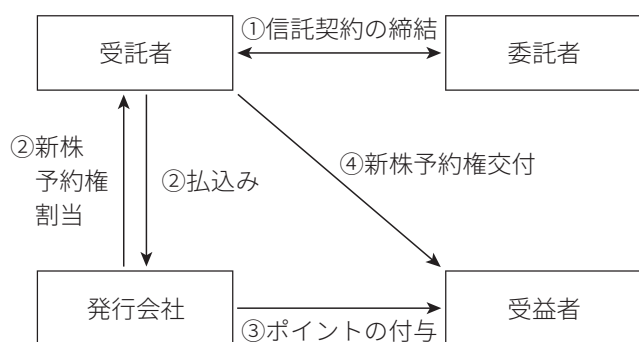 ①信託契約の締結
受託者
委託者
②新株
予約権
割当
②払込み
④新株予約権交付
発行会社
受益者
③ポイントの付与